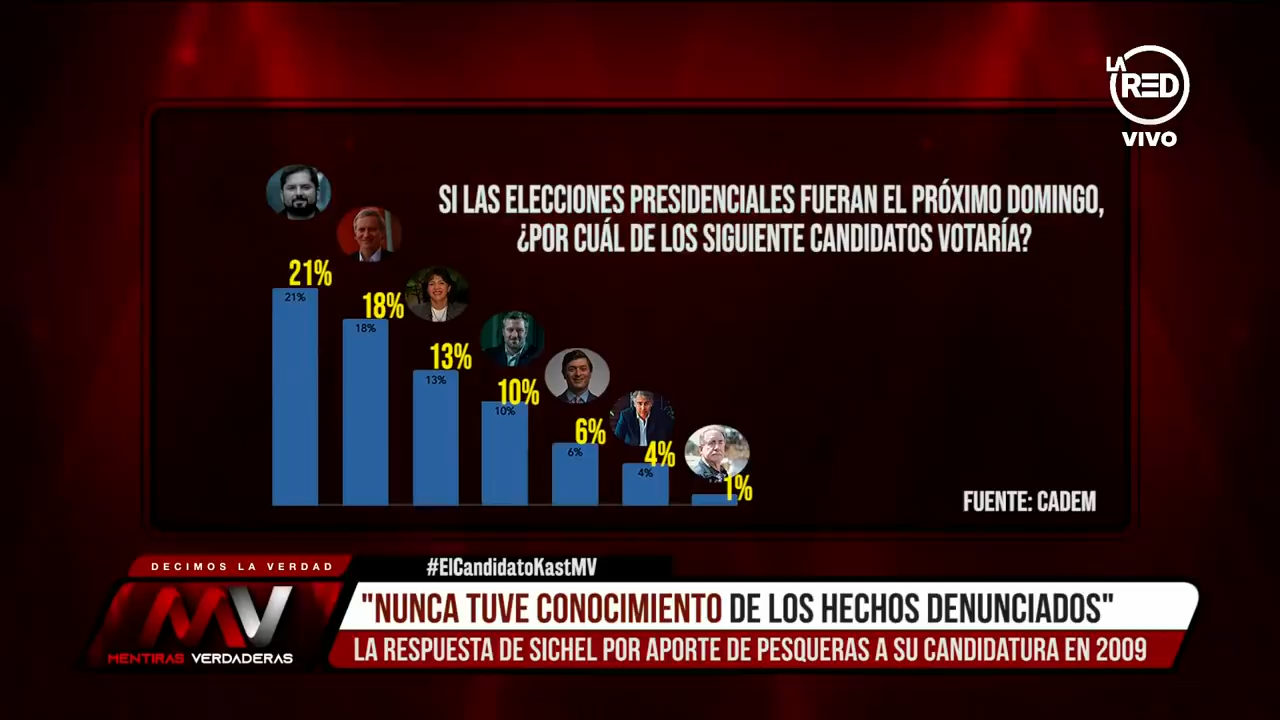 LA
RED
VIVO
SI LAS ELECCIONES PRESIDENCIALES FUERAN EL PRÓXIMO DOMINGO,
¿POR CUÁL DE LOS SIGUIENTE CANDIDATOS VOTARÍA?
21%
21%
18%
18%
13%
13%
10%
10%
6%
6%
4%
4%
1%
FUENTE: CADEM
DECIMOS LA VERDAD
#ElCandidatoKastMV
MV
MENTIRAS VERDADERAS
"NUNCA TUVE CONOCIMIENTO DE LOS HECHOS DENUNCIADOS"
LA RESPUESTA DE SICHEL POR APORTE DE PESQUERAS A SU CANDIDATURA EN 2009